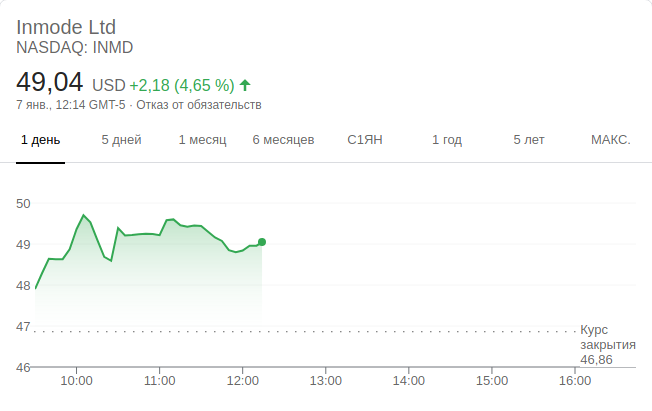 Inmode Ltd
NASDAQ: INMD
49,04 USD +2,18 (4,65 %)
7 янв., 12:14 GMT-5 · Отказ от обязательств
1 день 5 дней 1 месяц 6 месяцев С1ЯН 1 год 5 лет МАКС.
50
49
48
47
Курс
закрытия
46,86
46
10:00 11:00 12:00 13:00 14:00 15:00 16:00